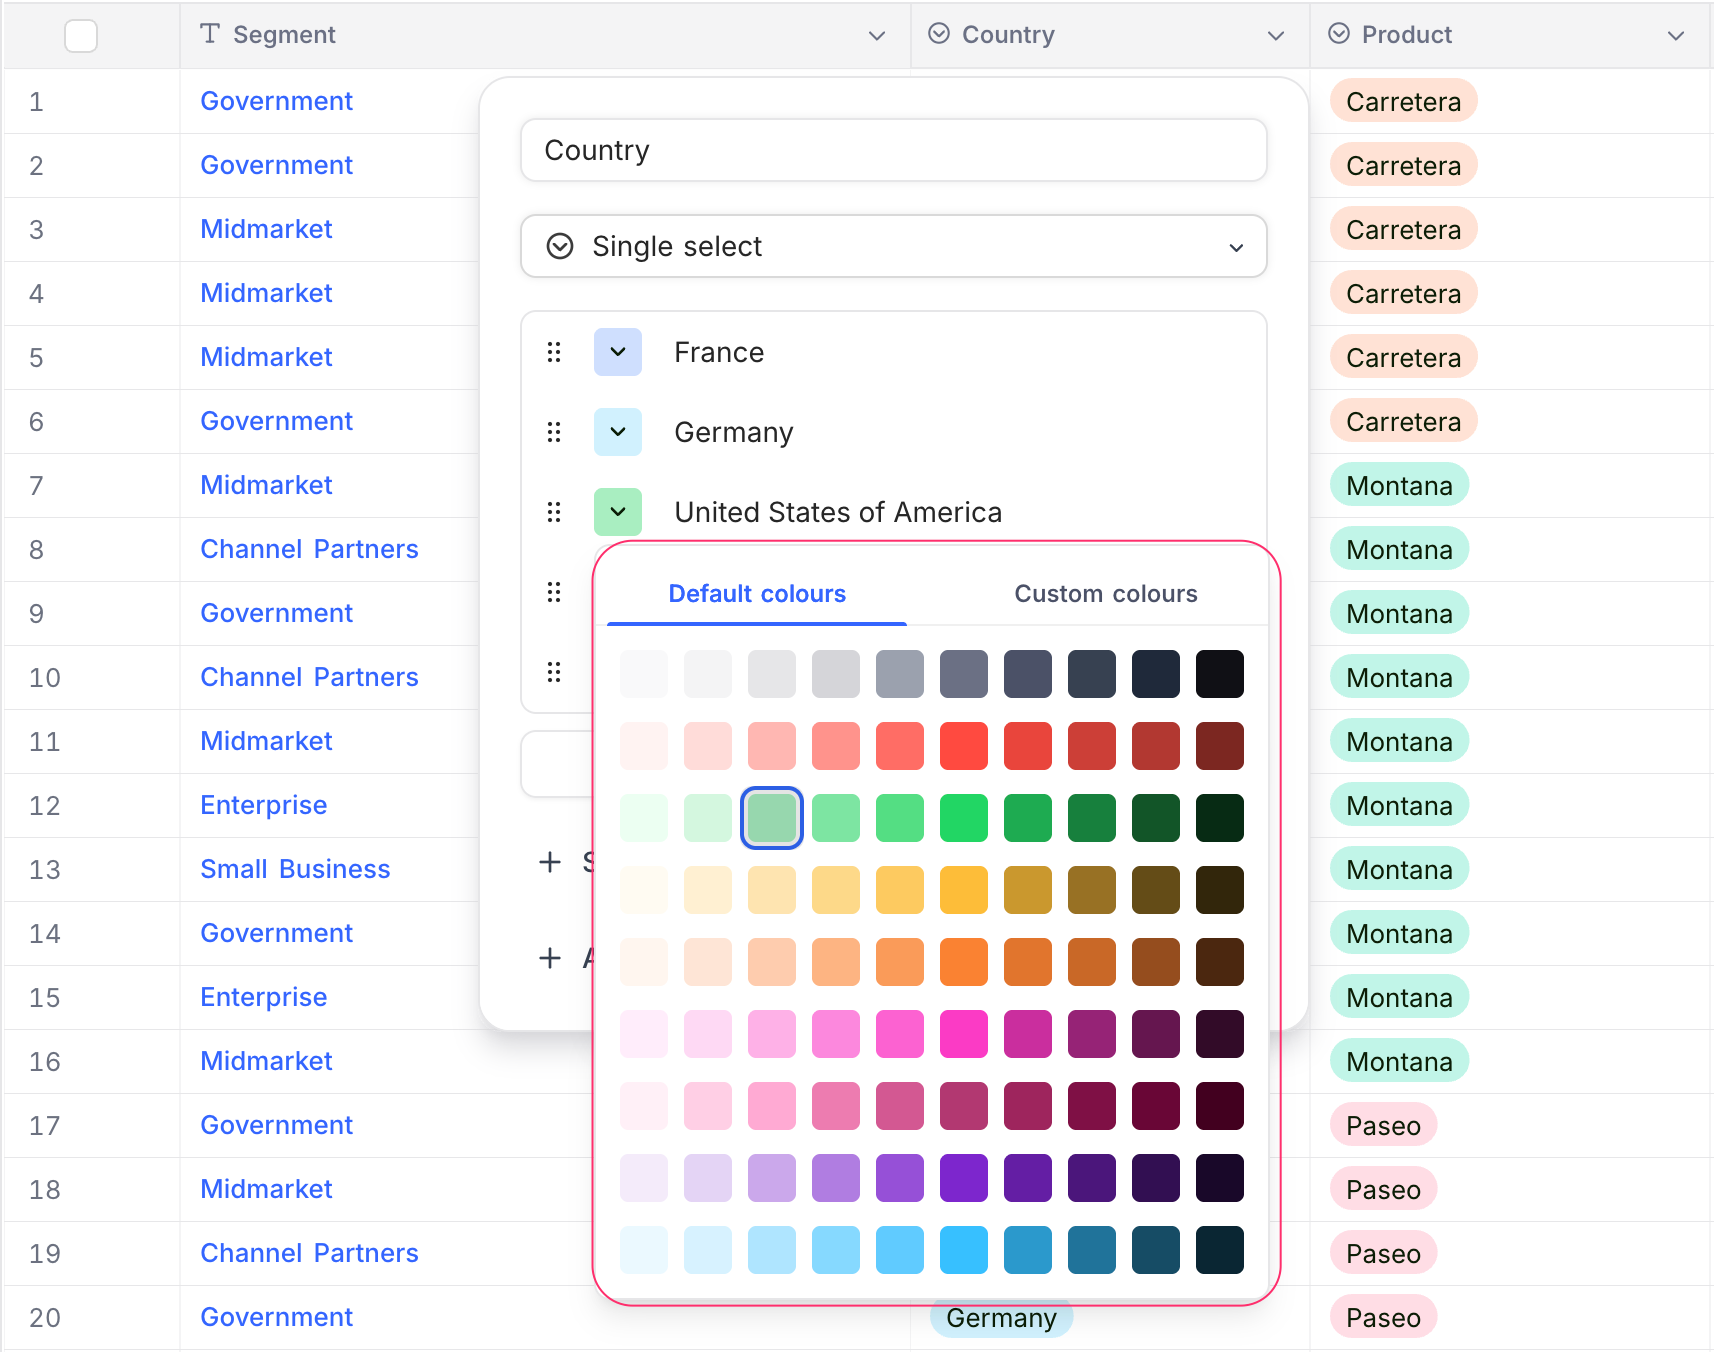 Segment Country Product
Country
Single select
France
Germany
United States of America
Default colours Custom colours
1 Government Carretera
2 Government Carretera
3 Midmarket Carretera
4 Midmarket Carretera
5 Midmarket Carretera
6 Government Carretera
7 Midmarket Montana
8 Channel Partners Montana
9 Government Montana
10 Channel Partners Montana
11 Midmarket Montana
12 Enterprise Montana
13 Small Business Montana
14 Government Montana
15 Enterprise Montana
16 Midmarket Montana
17 Government Paseo
18 Midmarket Paseo
19 Channel Partners Paseo
20 Government Germany Paseo